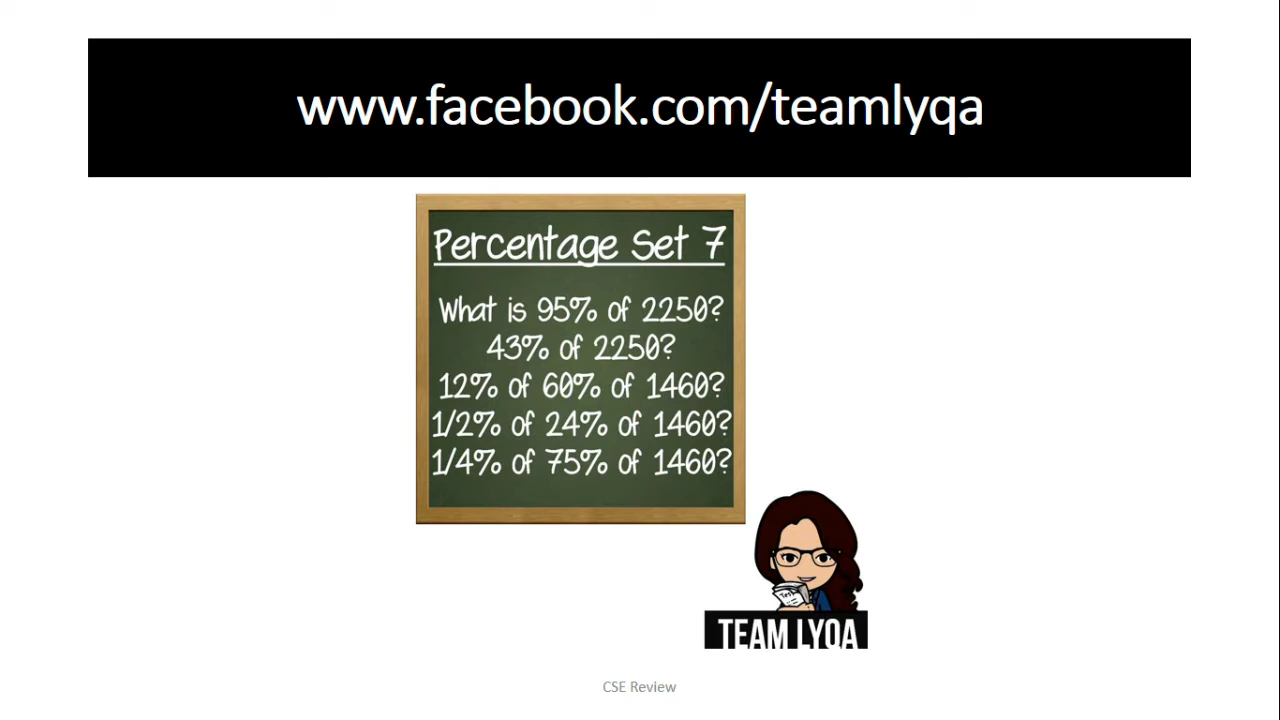 www.facebook.com/teamlyqa
Percentage Set 7
What is 95% of 2250?
43% of 2250?
12% of 60% of 1460?
1/2% of 24% of 1460?
1/4% of 75% of 1460?
Test
TEAM LYQA
CSE Review